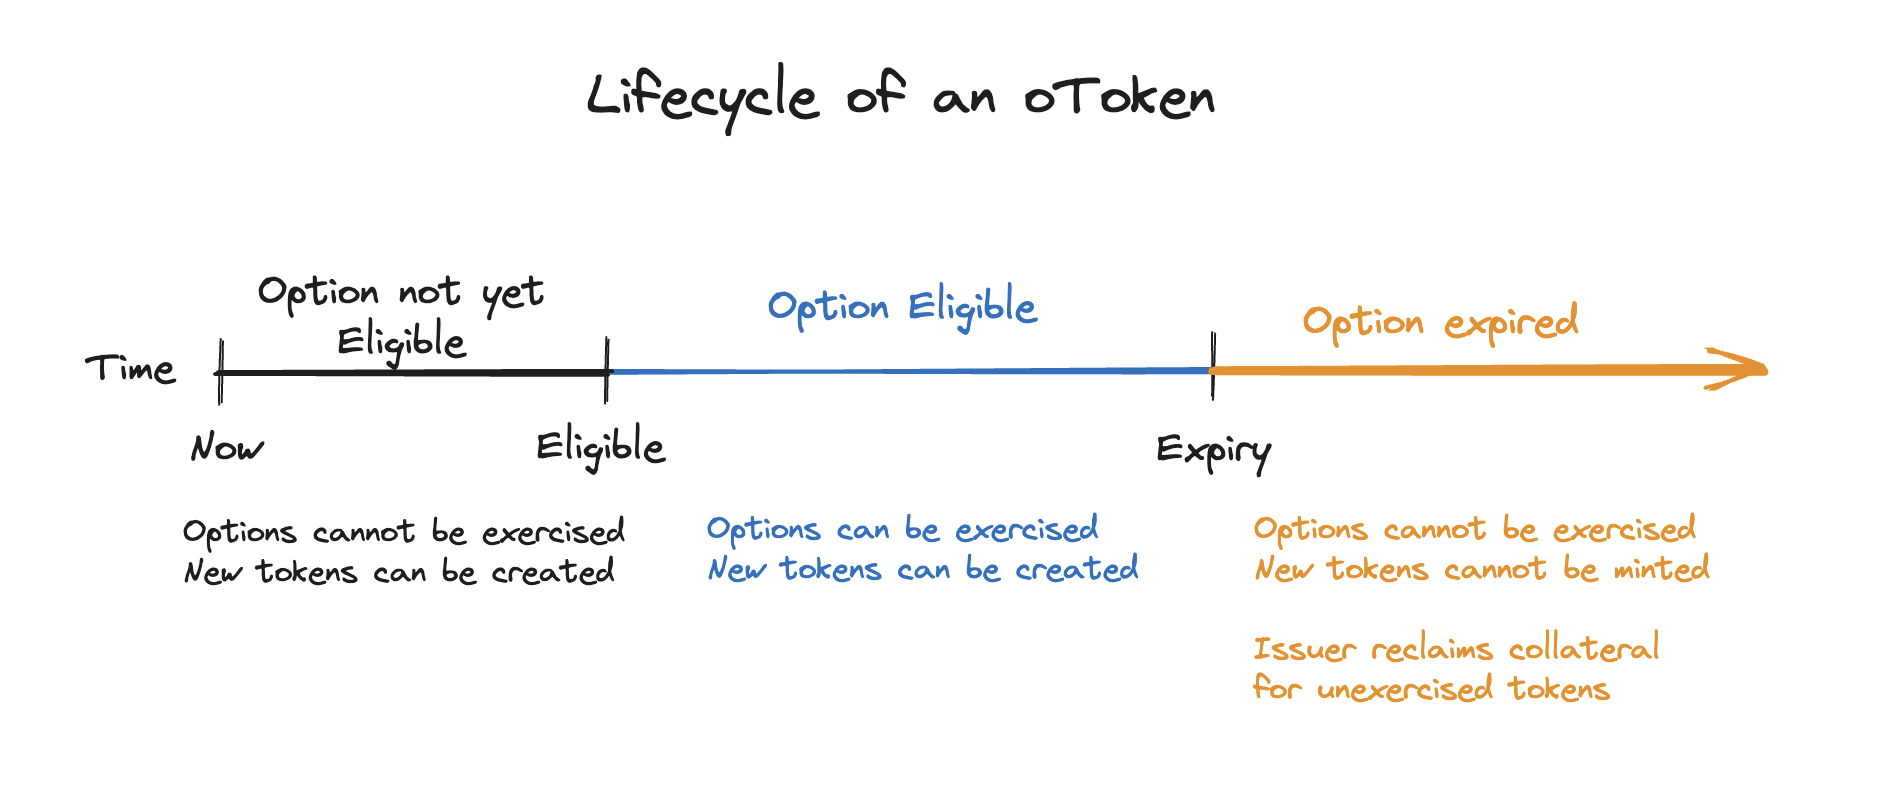 Lifecycle of an oToken
Option not yet
Eligible
Option Eligible
Option expired
Time
Now
Eligible
Expiry
Options cannot be exercised
New tokens can be created
Options can be exercised
New tokens can be created
Options cannot be exercised
New tokens cannot be minted
Issuer reclaims collateral
for unexercised tokens